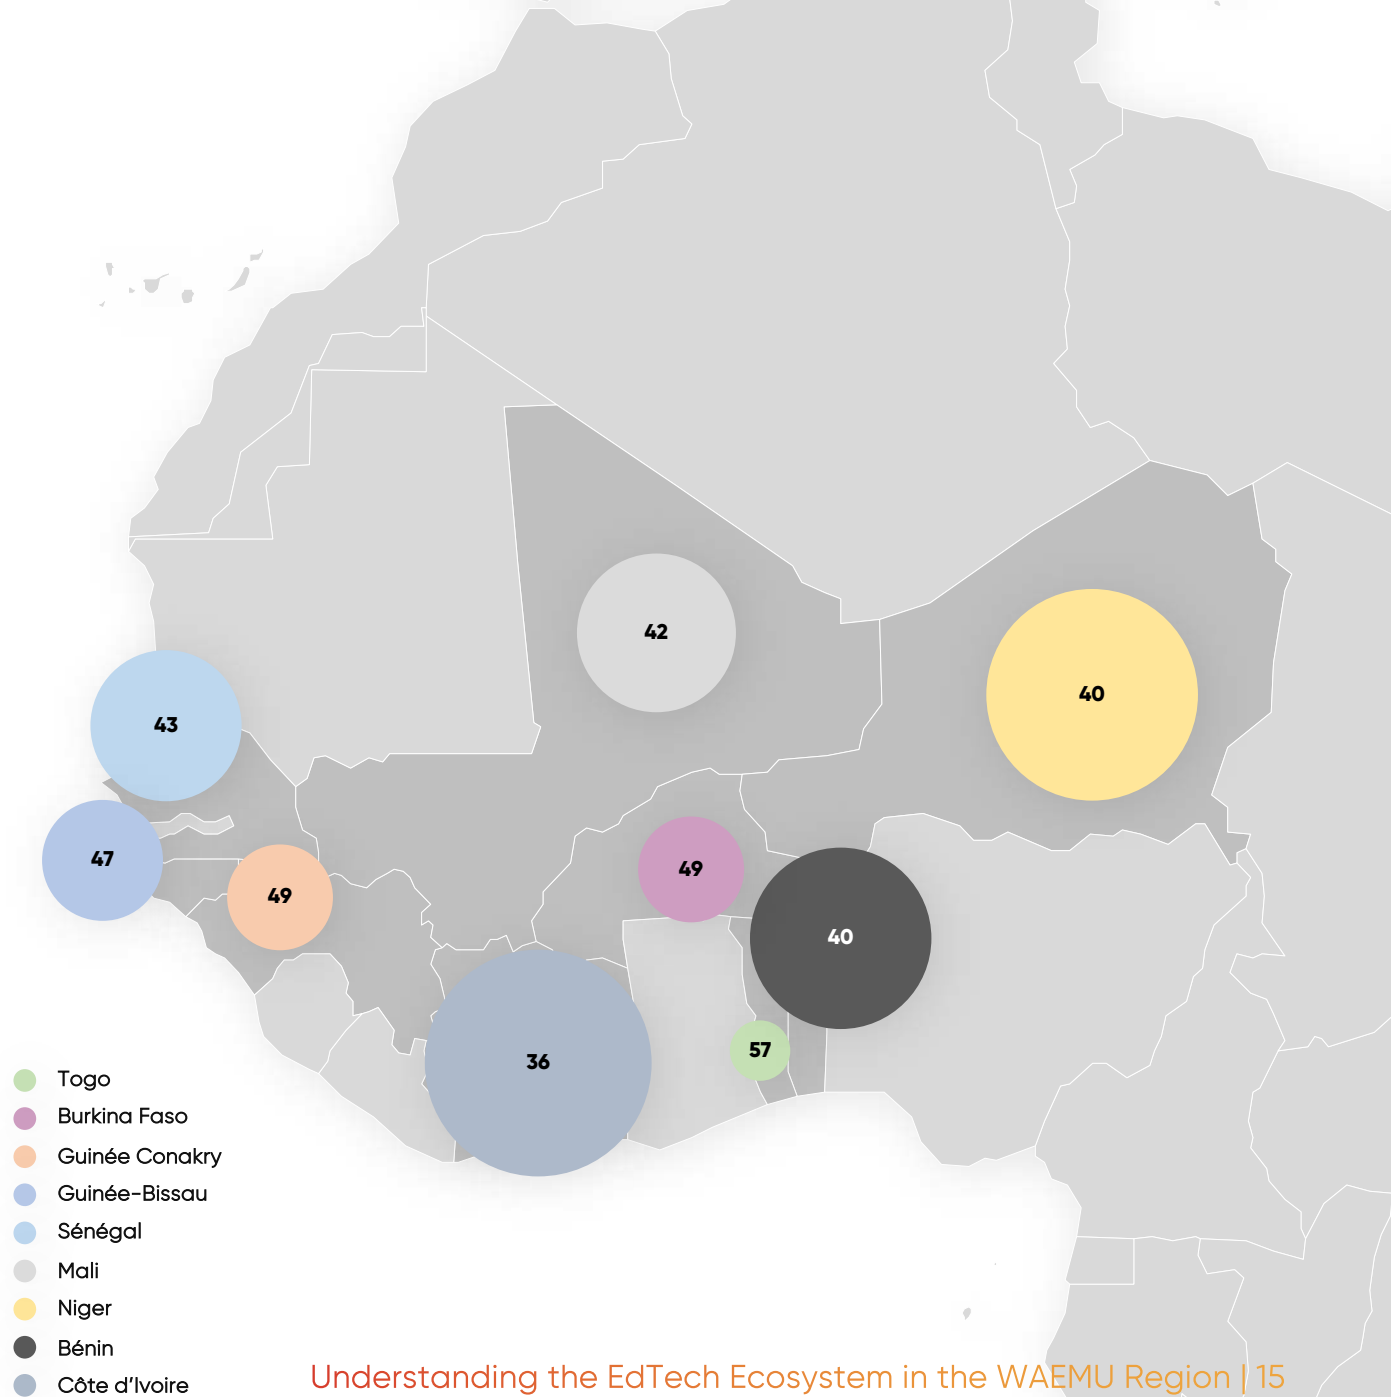 42
40
43
47
49
49
40
36
57
Togo
Burkina Faso
Guinée Conakry
Guinée-Bissau
Sénégal
Mali
Niger
Bénin
Côte d'Ivoire
Understanding the EdTech Ecosystem in the WAEMU Region | 15